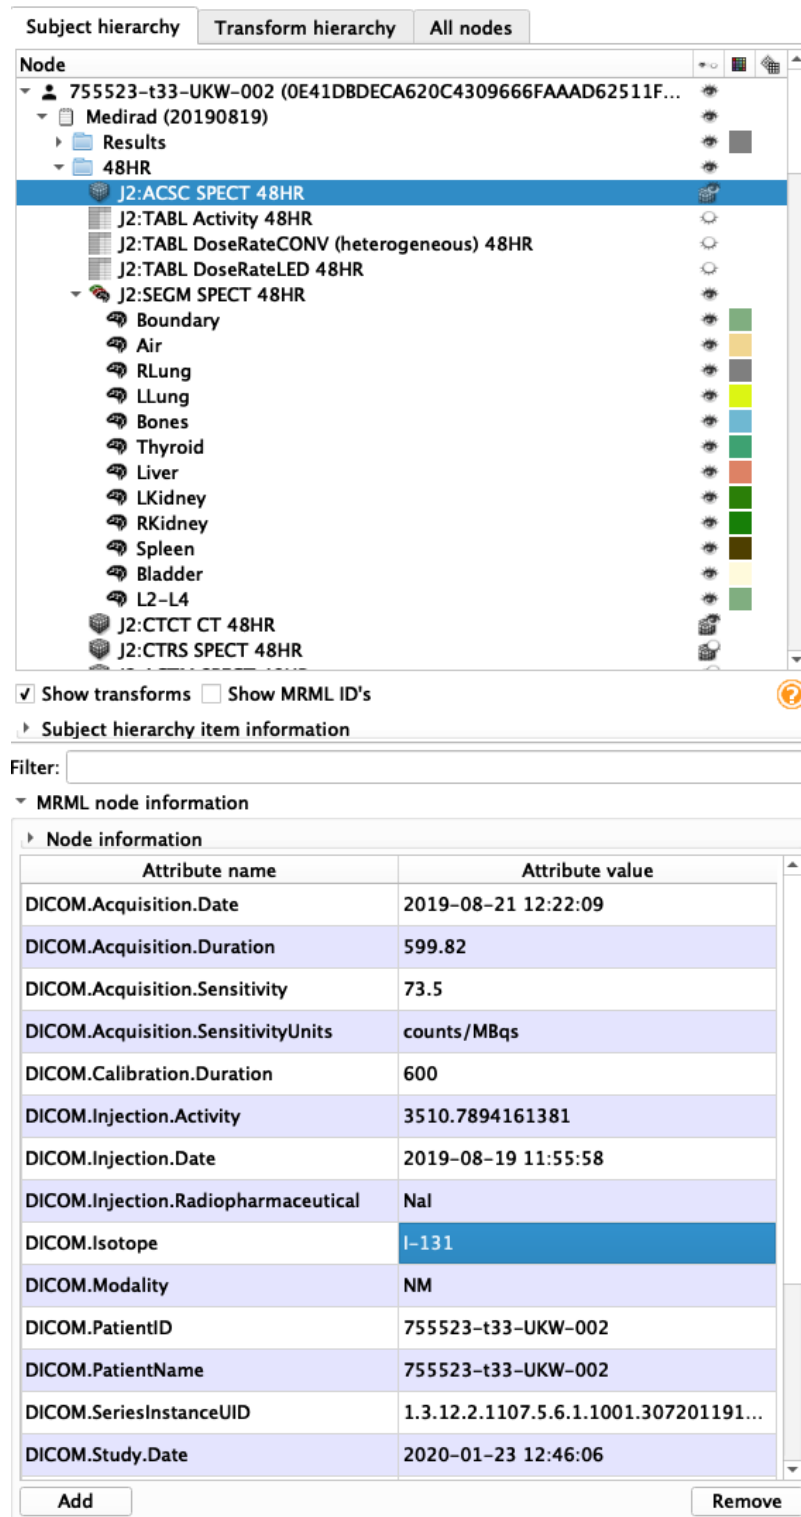 Subject hierarchy Transform hierarchy All nodes
Node
755523-t33-UKW-002 (0E41DBDECA620C4309666FAAAD62511F...
Medirad (20190819)
Results
48HR
J2:ACSC SPECT 48HR
J2:TABL Activity 48HR
J2:TABL DoseRateCONV (heterogeneous) 48HR
J2:TABL DoseRateLED 48HR
J2:SEGM SPECT 48HR
Boundary
Air
RLung
LLung
Bones
Thyroid
Liver
LKidney
RKidney
Spleen
Bladder
L2-L4
J2:CTCT CT 48HR
J2:CTRS SPECT 48HR
Show transforms Show MRML ID's
Subject hierarchy item information
Filter:
MRML node information
Node information
Attribute name Attribute value
DICOM.Acquisition.Date 2019-08-21 12:22:09
DICOM.Acquisition.Duration 599.82
DICOM.Acquisition.Sensitivity 73.5
DICOM.Acquisition.SensitivityUnits counts/MBqs
DICOM.Calibration.Duration 600
DICOM.Injection.Activity 3510.7894161381
DICOM.Injection.Date 2019-08-19 11:55:58
DICOM.Injection.Radiopharmaceutical NaI
DICOM.Isotope I-131
DICOM.Modality NM
DICOM.PatientID 755523-t33-UKW-002
DICOM.PatientName 755523-t33-UKW-002
DICOM.SeriesInstanceUID 1.3.12.2.1107.5.6.1.1001.307201191...
DICOM.Study.Date 2020-01-23 12:46:06
Add Remove